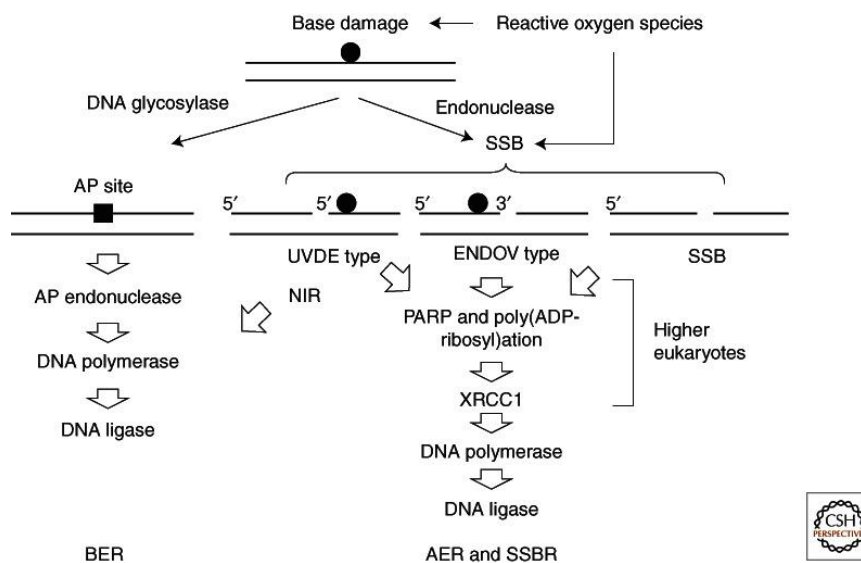 Base damage
Reactive oxygen species
DNA glycosylase
Endonuclease
SSB
AP site
5′
5′
5′
3′
5′
UVDE type
ENDOV type
SSB
NIR
AP endonuclease
PARP and poly(ADP-
ribosyl)ation
Higher
eukaryotes
DNA polymerase
XRCC1
DNA ligase
DNA polymerase
DNA ligase
BER
AER and SSBR
CSH
PERSPECTIVES